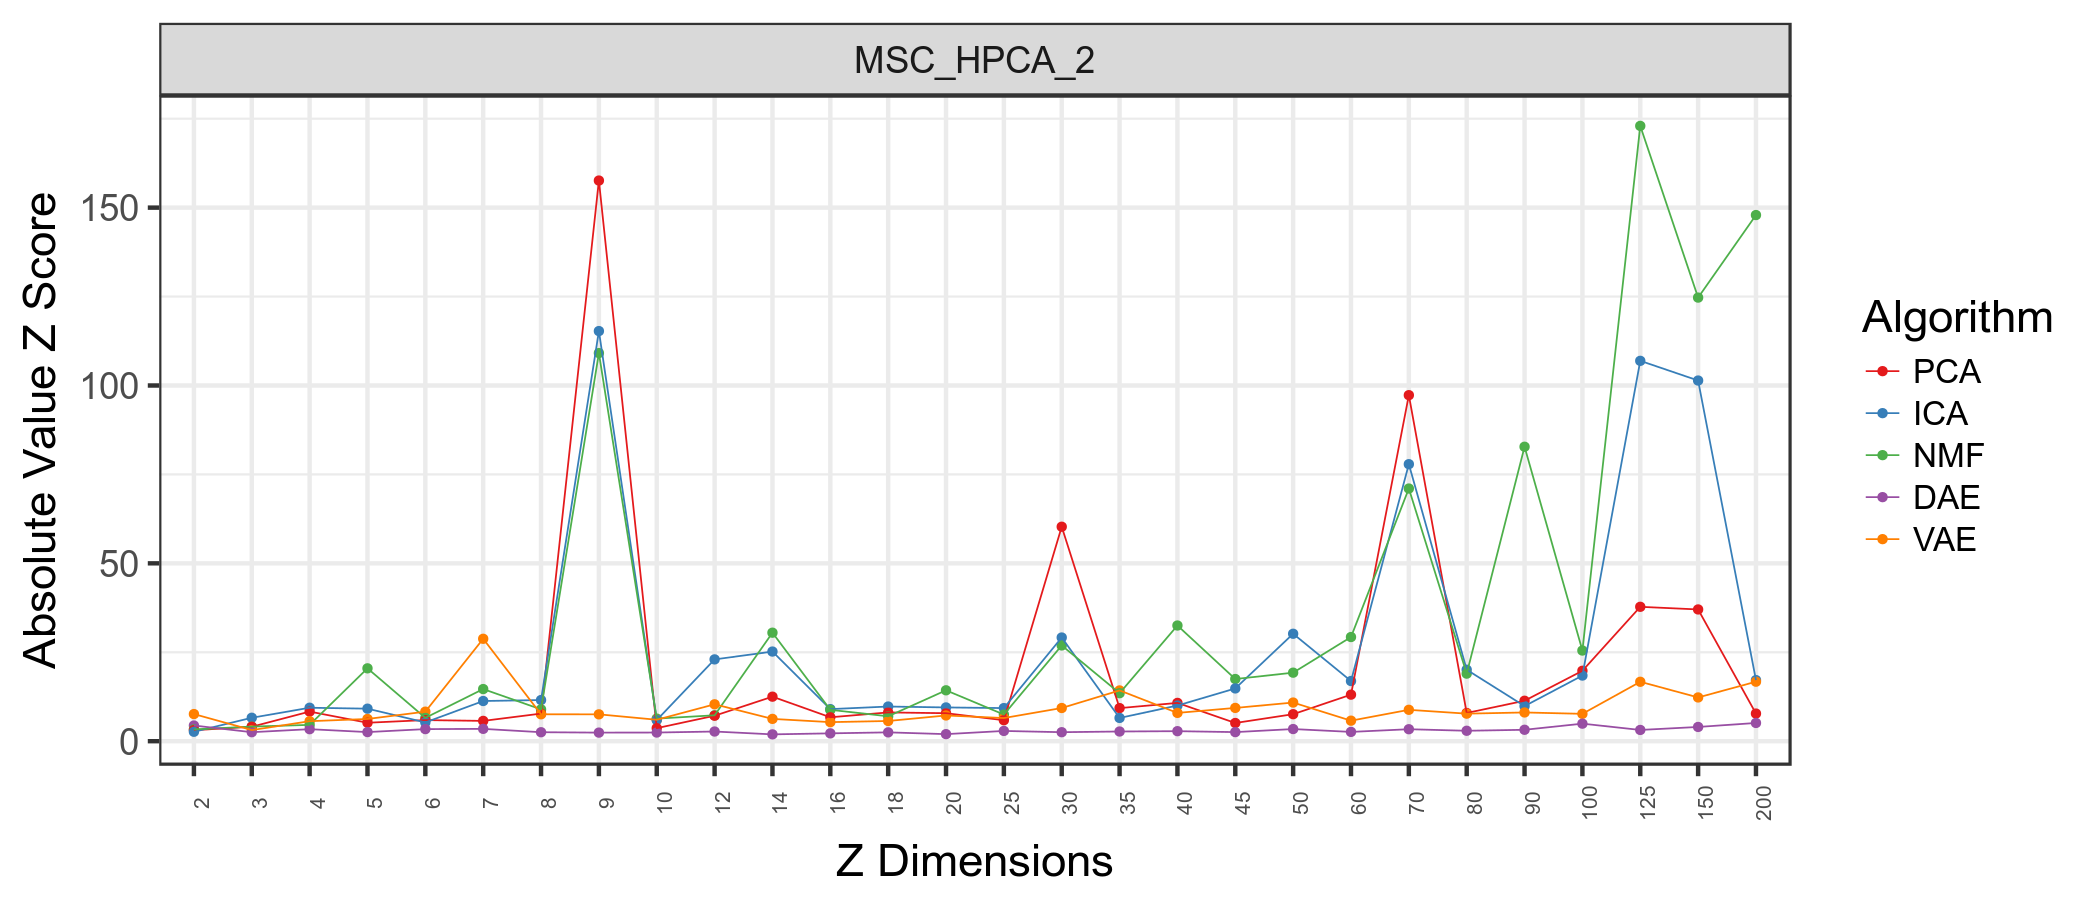 MSC_HPCA_2
Absolute Value Z Score
150
100
50
0
2 3 4 5 6 7 8 9 10 12 14 16 18 20 25 30 35 40 45 50 60 70 80 90 100 125 150 200
Z Dimensions
Algorithm
PCA
ICA
NMF
DAE
VAE